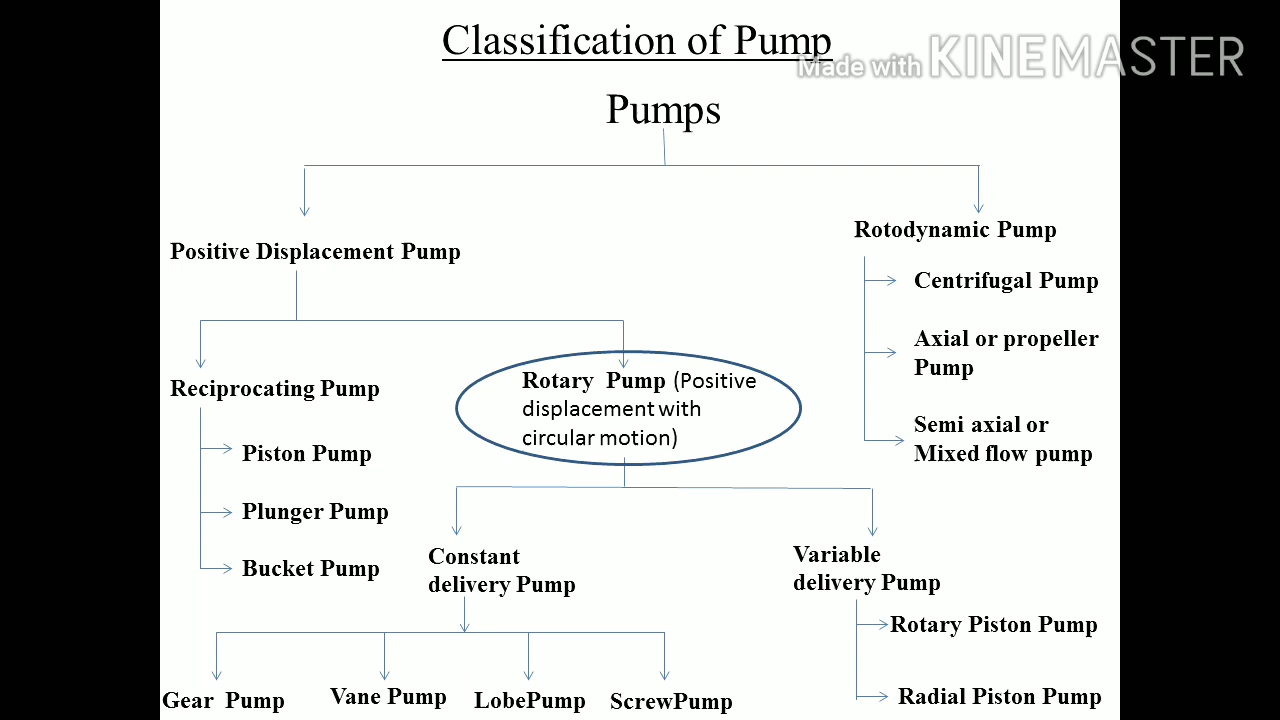 Classification of Pump
Made with KINEMASTER
Pumps
Positive Displacement Pump
Rotodynamic Pump
Centrifugal Pump
Axial or propeller
Pump
Semi axial or
Mixed flow pump
Reciprocating Pump
Piston Pump
Plunger Pump
Bucket Pump
Rotary Pump (Positive
displacement with
circular motion)
Constant
delivery Pump
Variable
delivery Pump
Rotary Piston Pump
Radial Piston Pump
Gear Pump
Vane Pump
LobePump
ScrewPump